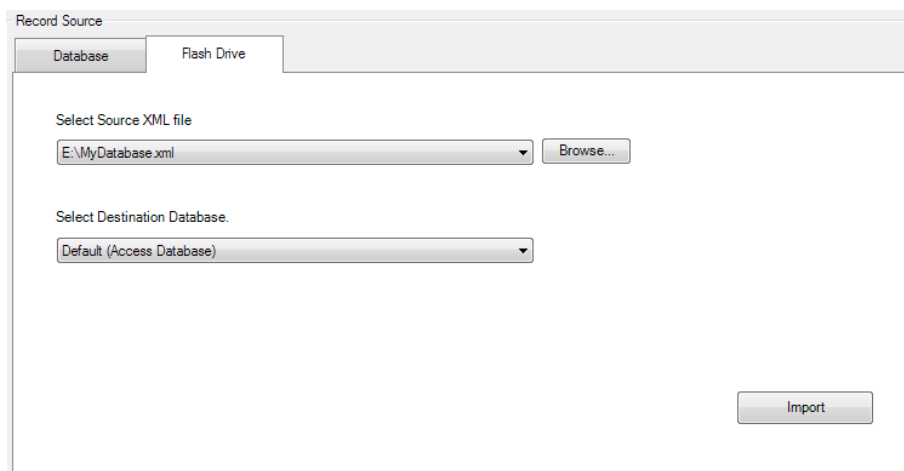 Record Source
Database Flash Drive
Select Source XML file
E:\MyDatabase.xml Browse...
Select Destination Database.
Default (Access Database)
Import